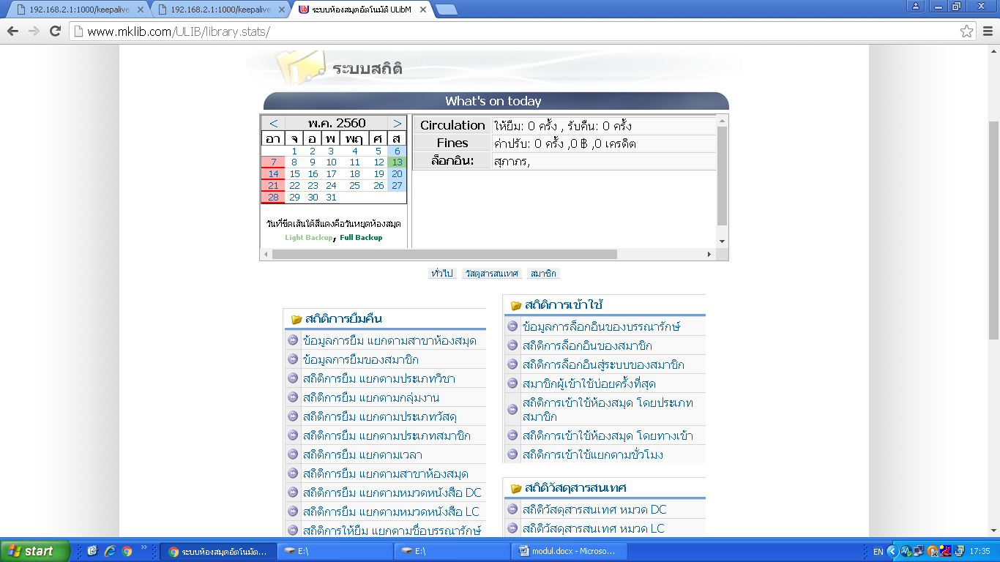 192.168.2.1:1000/keepalive
192.168.2.1:1000/keepalive
ระบบห้องสมุดอัตโนมัติ ULibM
www.mklib.com/ULIB/library.stats/
ระบบสถิติ
What's on today
< พ.ค. 2560 >
อา จ อ พ พฤ ศ ส
1 2 3 4 5 6
7 8 9 10 11 12 13
14 15 16 17 18 19 20
21 22 23 24 25 26 27
28 29 30 31
วันที่ขีดเส้นใต้สีแดงคือวันหยุดห้องสมุด
Light Backup, Full Backup
Circulation ให้ยืม: 0 ครั้ง , รับคืน: 0 ครั้ง
Fines ค่าปรับ: 0 ครั้ง ,0 ฿ ,0 เครดิต
ล็อกอิน: สุภาภร,
ทั่วไป วัสดุสารสนเทศ สมาชิก
สถิติการยืมคืน
ข้อมูลการยืม แยกตามสาขาห้องสมุด
ข้อมูลการยืมของสมาชิก
สถิติการยืม แยกตามประเภทวิชา
สถิติการยืม แยกตามกลุ่มงาน
สถิติการยืม แยกตามประเภทวัสดุ
สถิติการยืม แยกตามประเภทสมาชิก
สถิติการยืม แยกตามเวลา
สถิติการยืม แยกตามสาขาห้องสมุด
สถิติการยืม แยกตามหมวดหนังสือ DC
สถิติการยืม แยกตามหมวดหนังสือ LC
สถิติการให้ยืม แยกตามชื่อบรรณารักษ์
สถิติการเข้าใช้
ข้อมูลการล็อกอินของบรรณารักษ์
สถิติการล็อกอินของสมาชิก
สถิติการล็อกอินสู่ระบบของสมาชิก
สมาชิกผู้เข้าใช้บ่อยครั้งที่สุด
สถิติการเข้าใช้ห้องสมุด โดยประเภท
สมาชิก
สถิติการเข้าใช้ห้องสมุด โดยทางเข้า
สถิติการเข้าใช้แยกตามชั่วโมง
สถิติวัสดุสารสนเทศ
สถิติวัสดุสารสนเทศ หมวด DC
สถิติวัสดุสารสนเทศ หมวด LC
start
ระบบห้องสมุดอัตโนมัต...
E:\
E:\
modul.docx - Microso...
EN
17:35